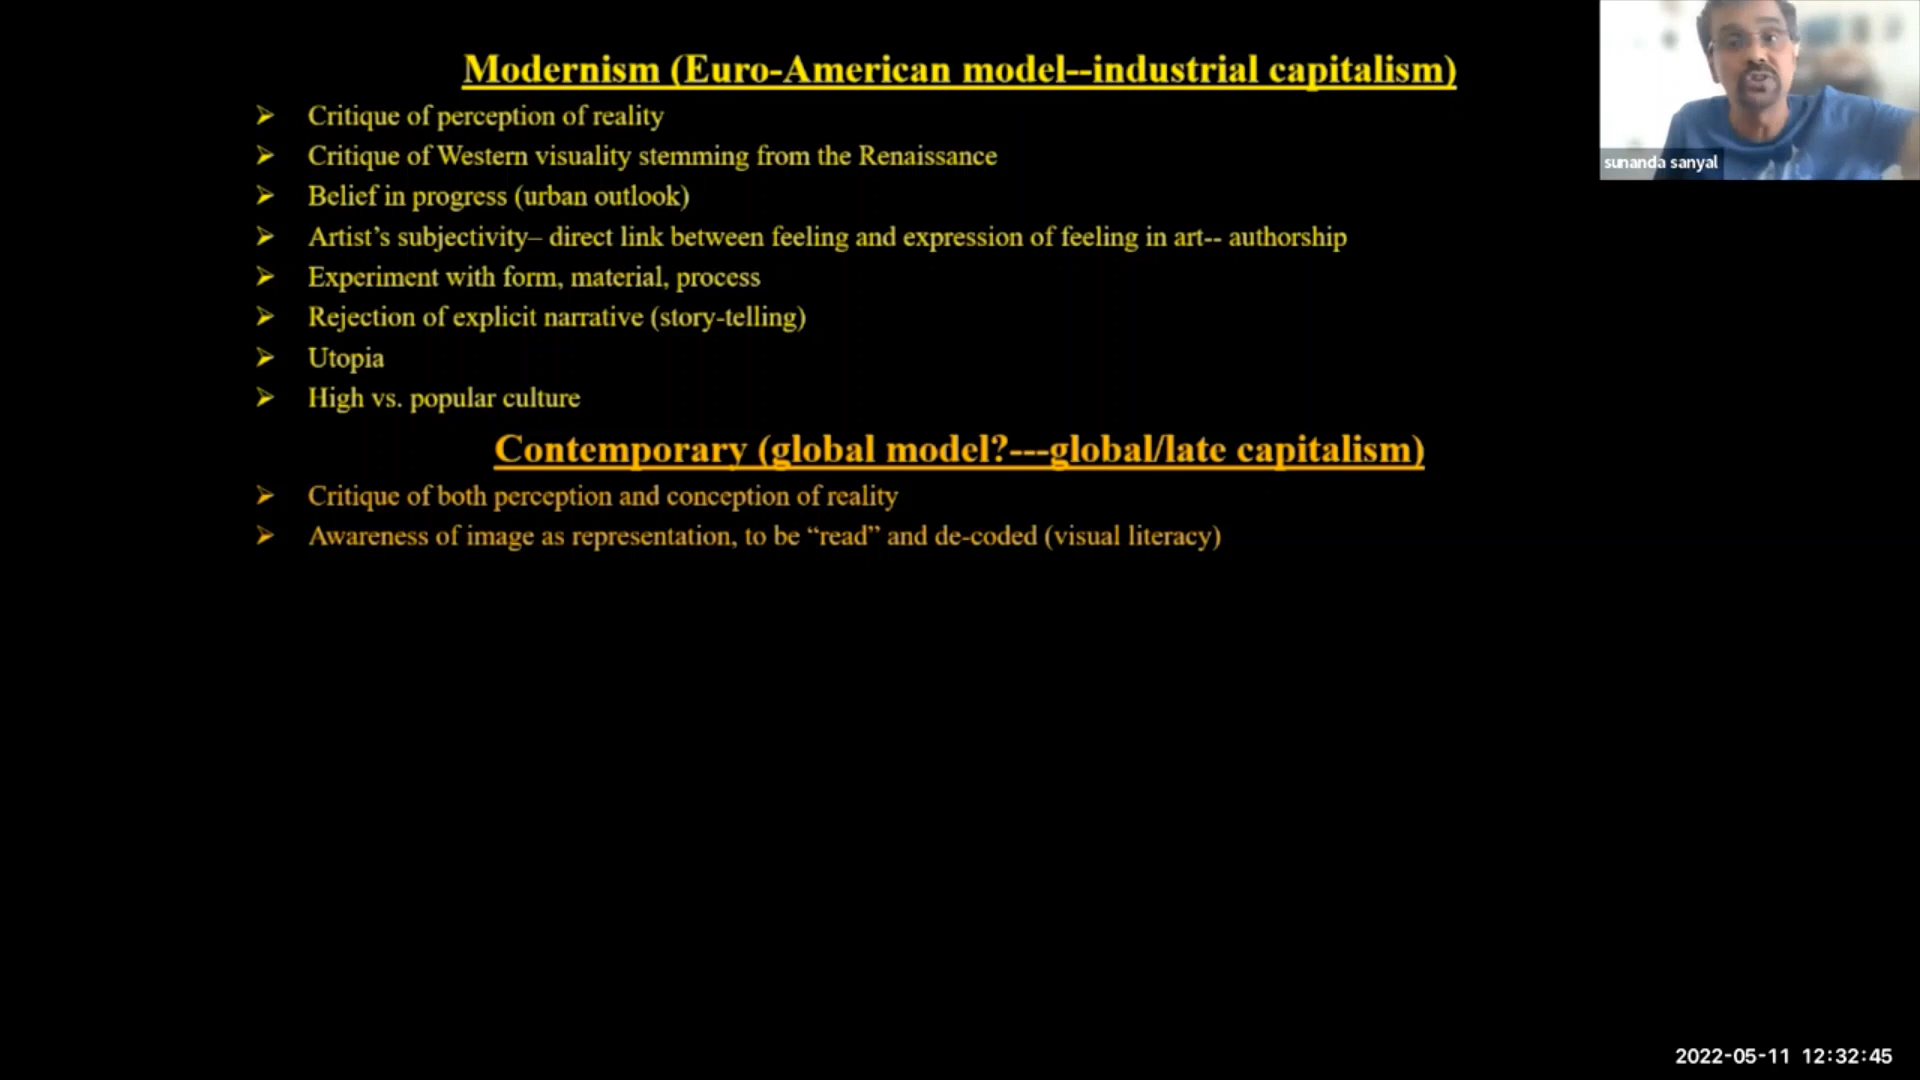 Modernism (Euro-American model--industrial capitalism)
➢ Critique of perception of reality
➢ Critique of Western visuality stemming from the Renaissance
➢ Belief in progress (urban outlook)
➢ Artist’s subjectivity– direct link between feeling and expression of feeling in art-- authorship
➢ Experiment with form, material, process
➢ Rejection of explicit narrative (story-telling)
➢ Utopia
➢ High vs. popular culture
Contemporary (global model?---global/late capitalism)
➢ Critique of both perception and conception of reality
➢ Awareness of image as representation, to be “read” and de-coded (visual literacy)
sunanda sanyal
2022-05-11 12:32:45